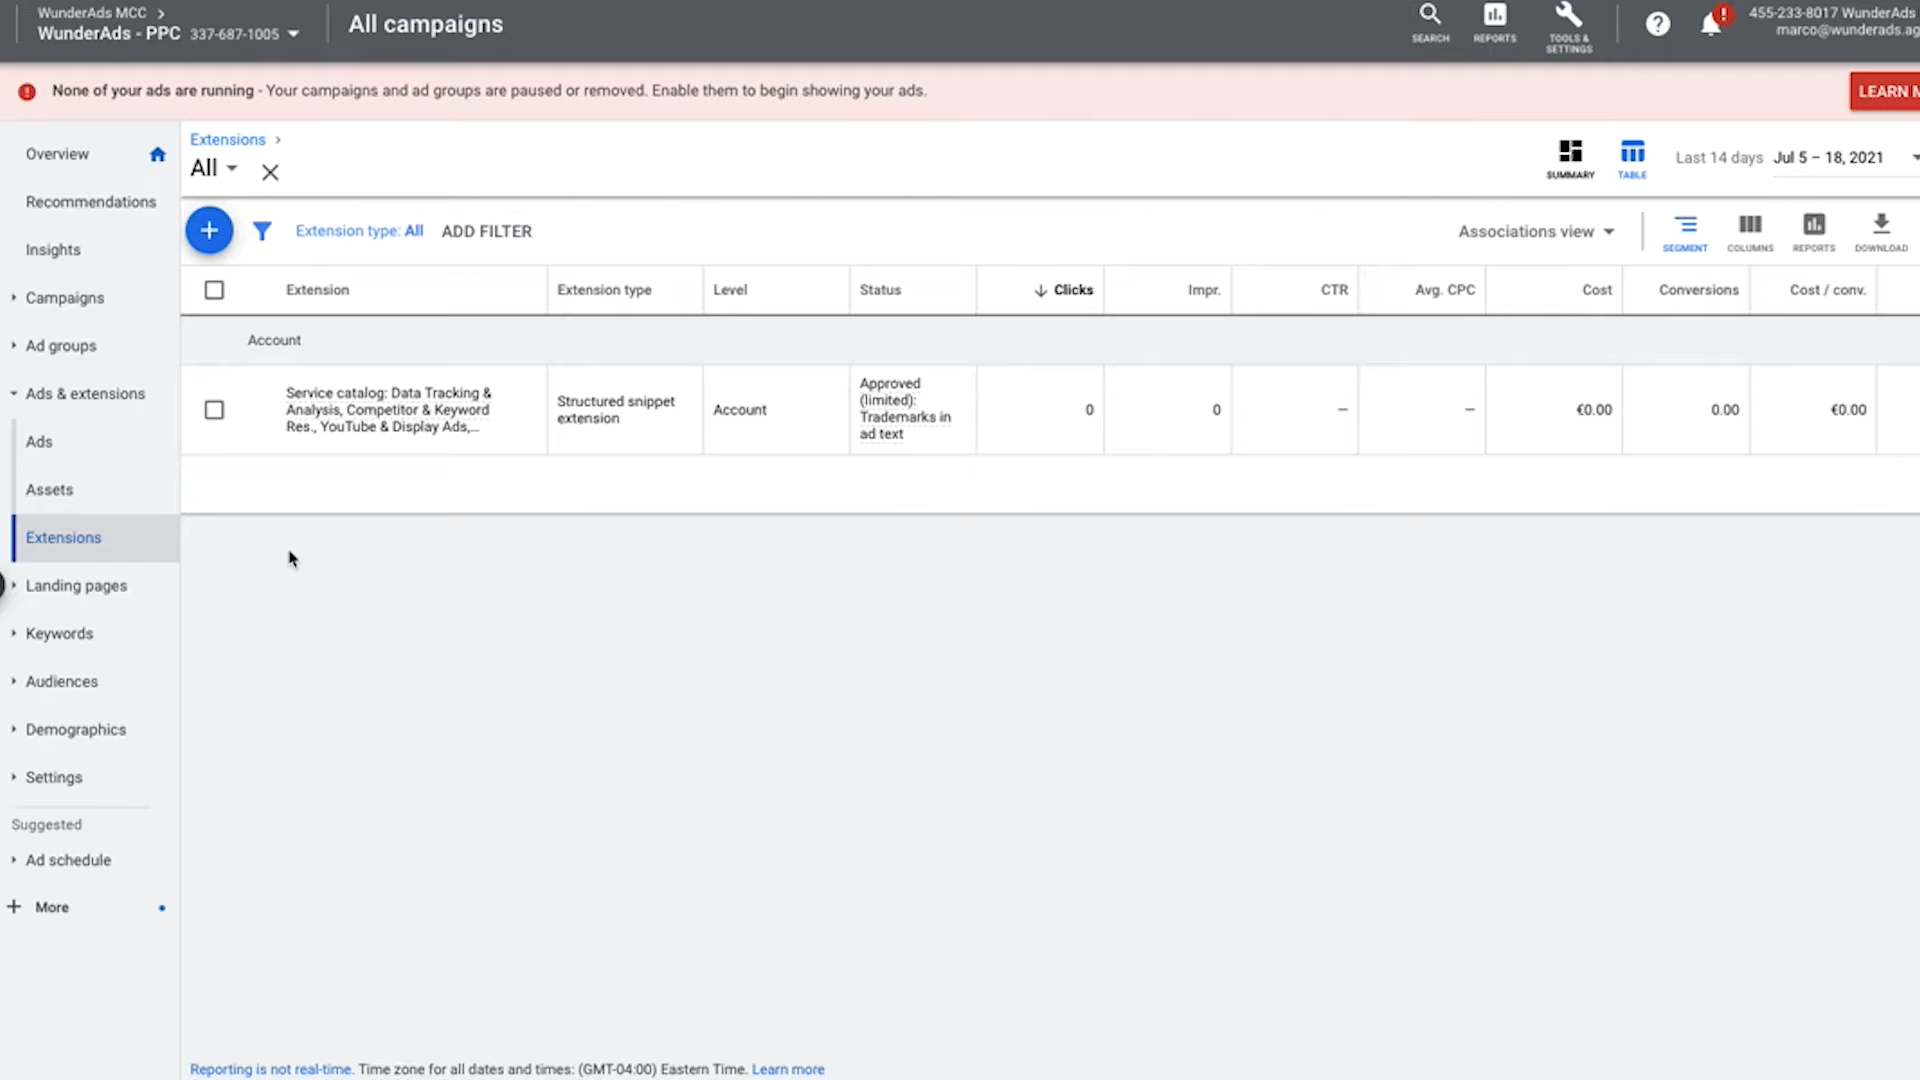 WunderAds MCC
WunderAds - PPC 337-687-1005
All campaigns
SEARCH
REPORTS
TOOLS &
SETTINGS
455-233-8017 WunderAds
marco@wunderads.ag
None of your ads are running - Your campaigns and ad groups are paused or removed. Enable them to begin showing your ads.
LEARN M
Overview
Recommendations
Insights
Campaigns
Ad groups
Ads & extensions
Ads
Assets
Extensions
Landing pages
Keywords
Audiences
Demographics
Settings
Suggested
Ad schedule
More
Extensions
All
SUMMARY
TABLE
Last 14 days Jul 5 – 18, 2021
Extension type: All
ADD FILTER
Associations view
SEGMENT
COLUMNS
REPORTS
DOWNLOAD
Extension Extension type Level Status Clicks Impr. CTR Avg. CPC Cost Conversions Cost / conv.
Account
Service catalog: Data Tracking &
Analysis, Competitor & Keyword
Res., YouTube & Display Ads,...
Structured snippet
extension
Account
Approved
(limited):
Trademarks in
ad text
0 0 – – €0.00 0.00 €0.00
Reporting is not real-time. Time zone for all dates and times: (GMT-04:00) Eastern Time. Learn more